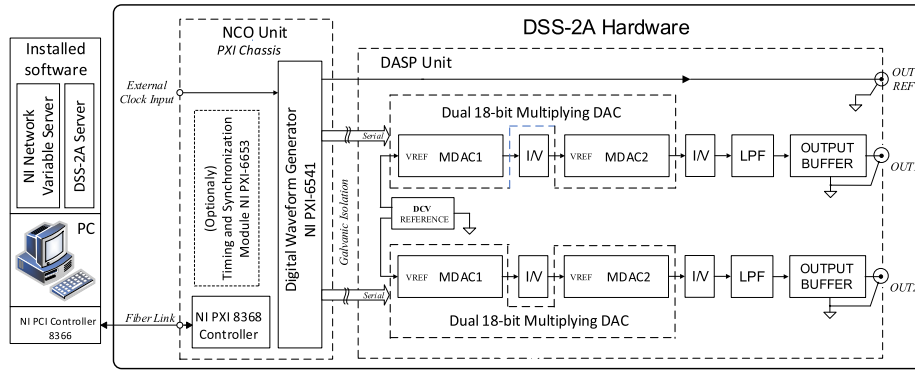 DSS-2A Hardware
Installed
software
NI Network
Variable Server
DSS-2A Server
PC
NI PCI Controller
8366
External
Clock Input
Fiber Link
NCO Unit
PXI Chassis
(Optionaly)
Timing and Synchronization
Module NI PXI-6653
NI PXI 8368
Controller
Digital Waveform Generator
NI PXI-6541
Galvanic Isolation
Serial
Serial
DASP Unit
Dual 18-bit Multiplying DAC
VREF MDAC1
I/V
VREF MDAC2
I/V
LPF
OUTPUT
BUFFER
DCV
REFERENCE
VREF MDAC1
I/V
VREF MDAC2
I/V
LPF
OUTPUT
BUFFER
Dual 18-bit Multiplying DAC
OUT
REF